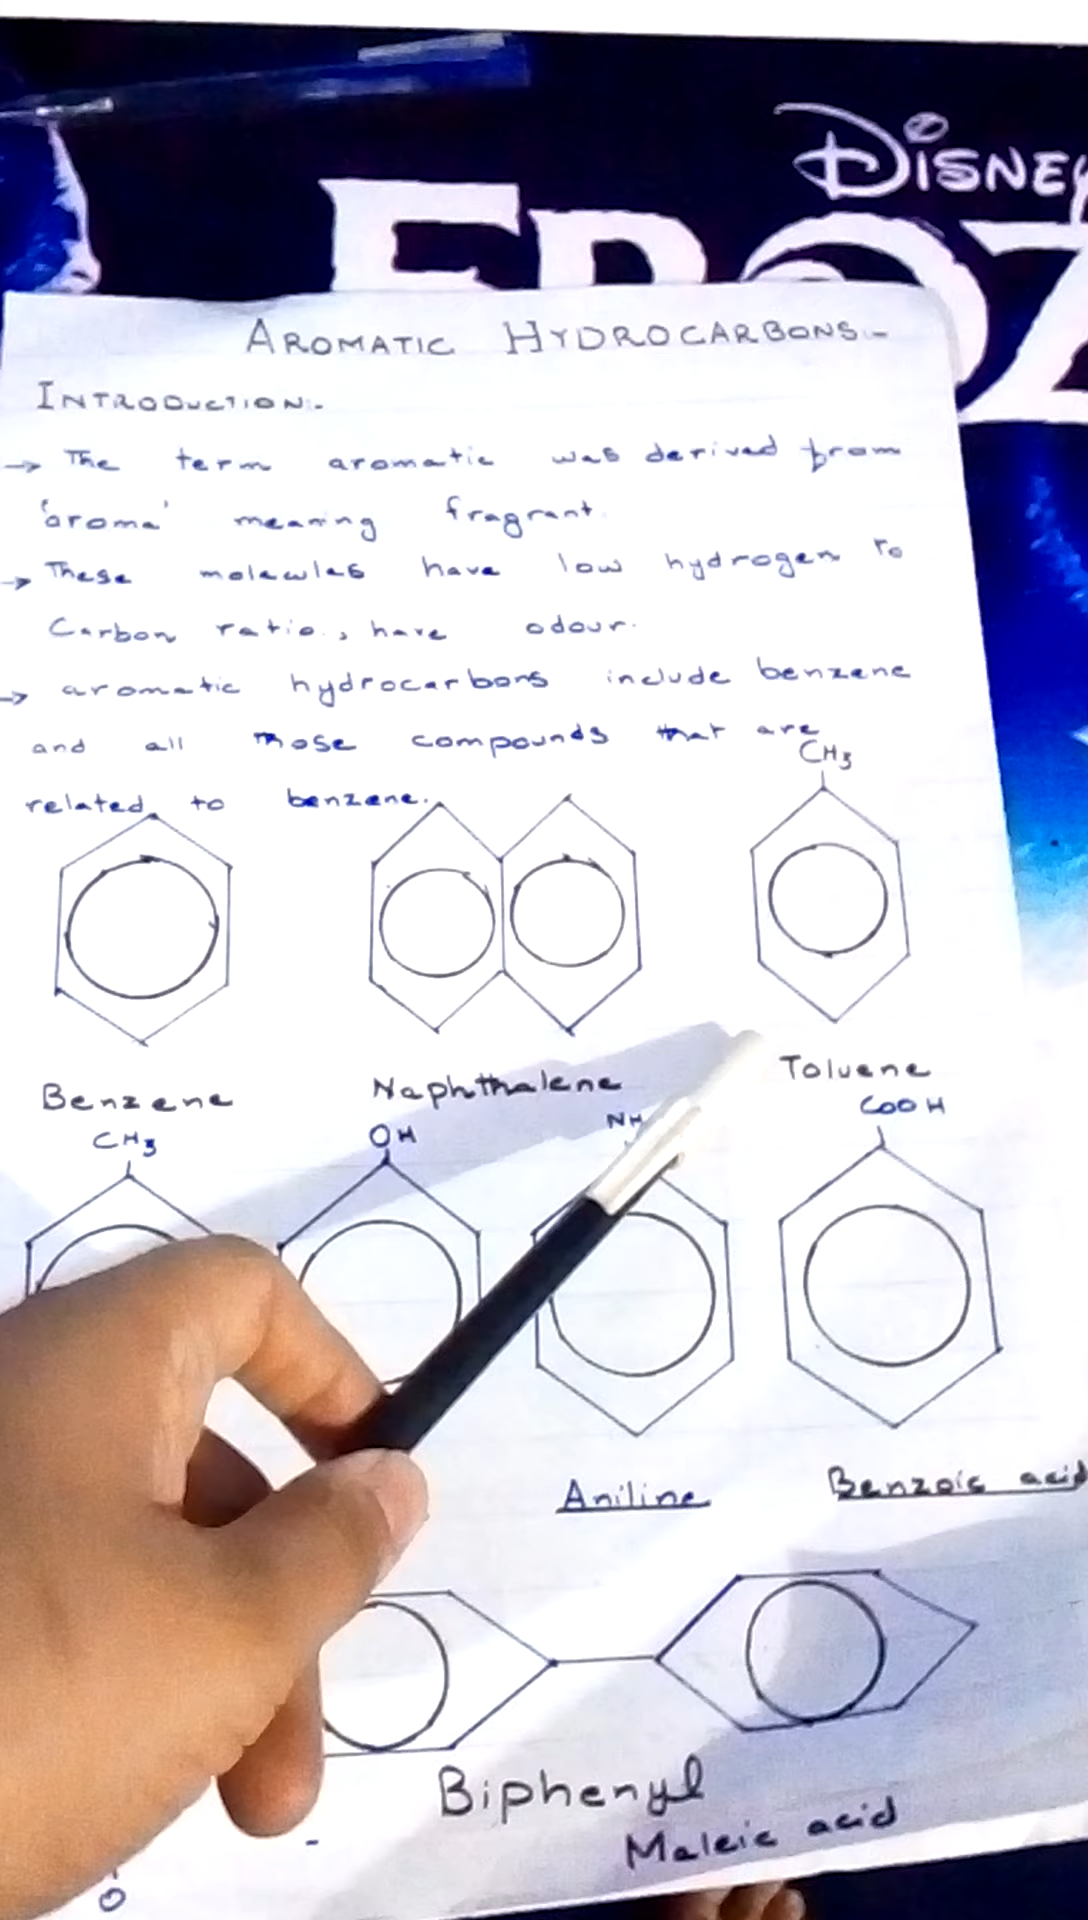 DISNEY
FROZ
AROMATIC HYDROCARBONS:-
INTRODUCTION:-
→ The term aromatic was derived from
'aroma' meaning fragrant.
→ These molecules have low hydrogen to
Carbon ratio, have odour.
→ aromatic hydrocarbons include benzene
and all those compounds that are
related to benzene.
CH3
Benzene Naphthalene Toluene
CH3 OH NH COOH
Aniline Benzoic acid
Biphenyl
Maleic acid
O